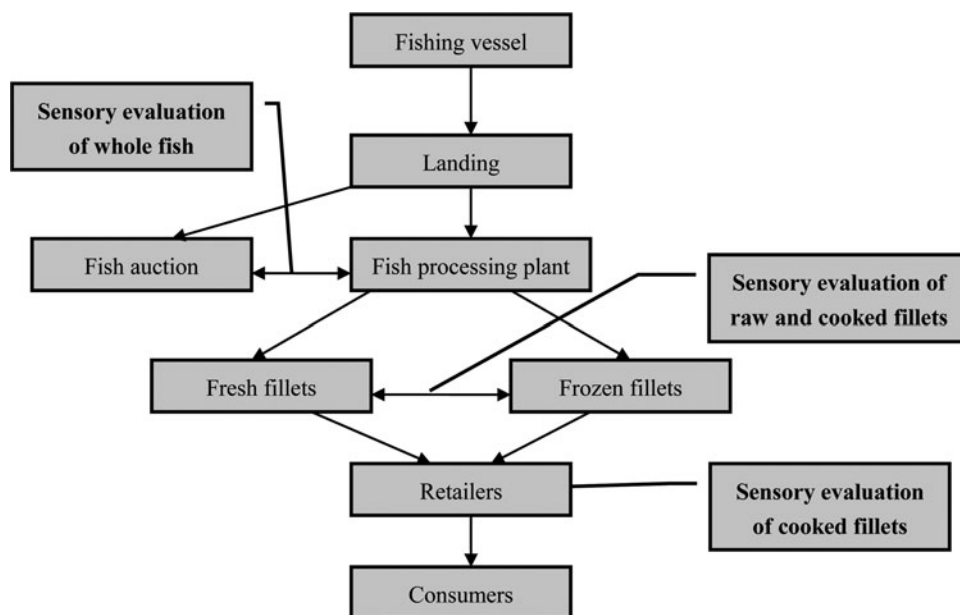 Fishing vessel
Sensory evaluation
of whole fish
Landing
Fish auction
Fish processing plant
Sensory evaluation of
raw and cooked fillets
Fresh fillets
Frozen fillets
Retailers
Sensory evaluation
of cooked fillets
Consumers